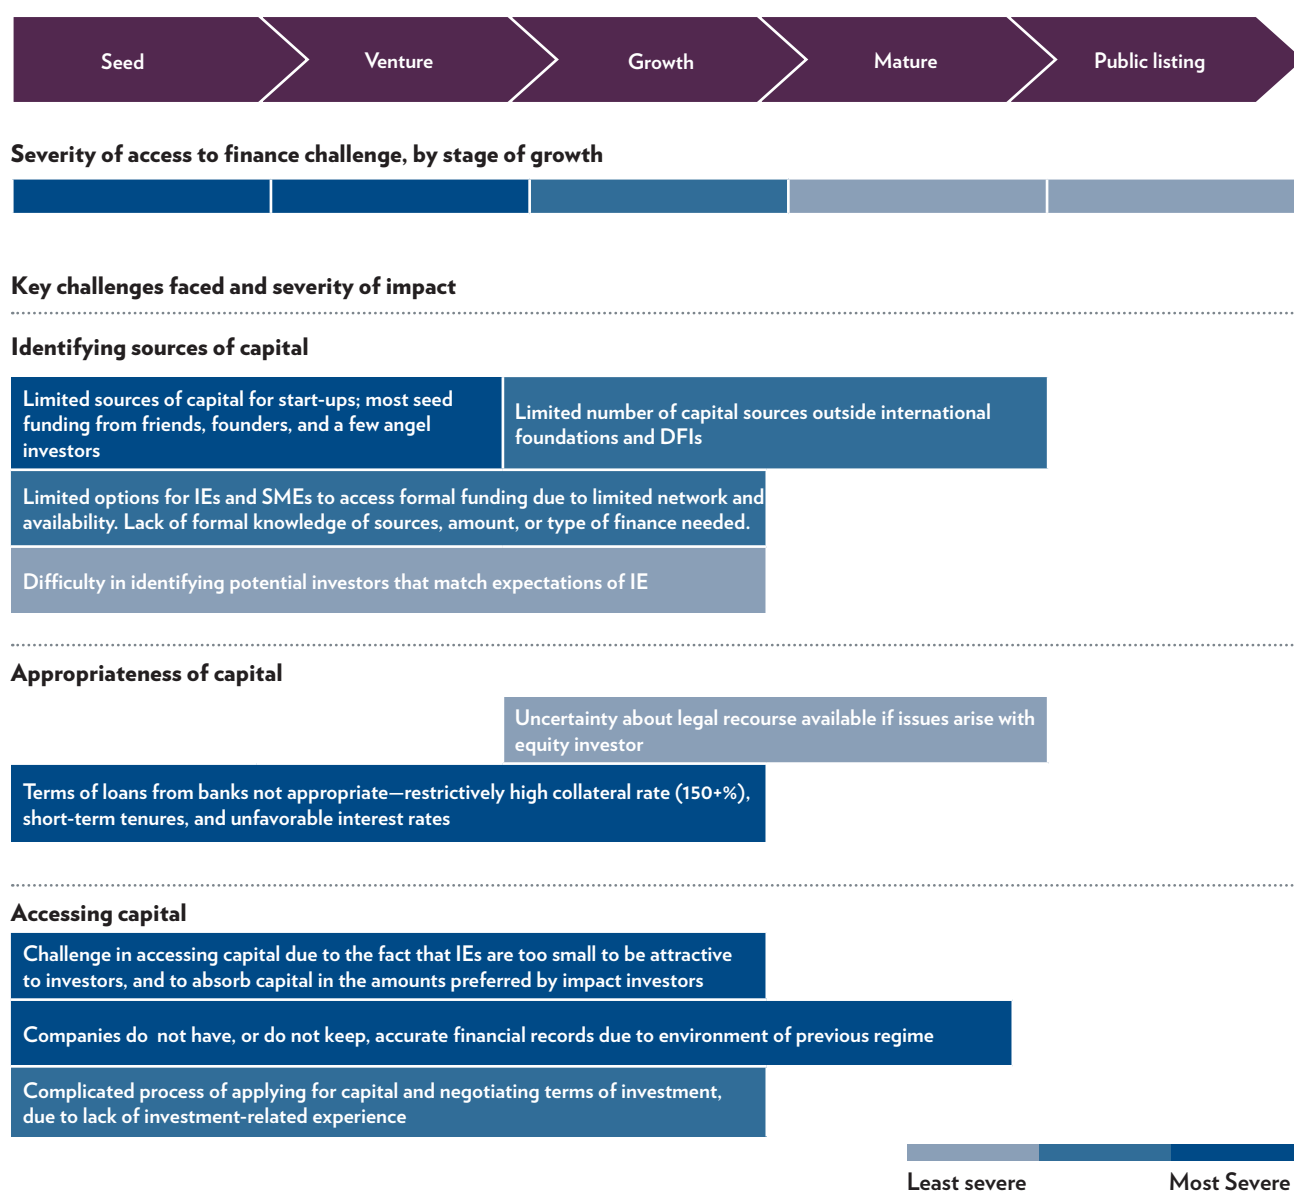 Seed
Venture
Growth
Mature
Public listing
Severity of access to finance challenge, by stage of growth
Key challenges faced and severity of impact
Identifying sources of capital
Limited sources of capital for start-ups; most seed
funding from friends, founders, and a few angel
investors
Limited number of capital sources outside international
foundations and DFIs
Limited options for IEs and SMEs to access formal funding due to limited network and
availability. Lack of formal knowledge of sources, amount, or type of finance needed.
Difficulty in identifying potential investors that match expectations of IE
Appropriateness of capital
Uncertainty about legal recourse available if issues arise with
equity investor
Terms of loans from banks not appropriate—restrictively high collateral rate (150+%),
short-term tenures, and unfavorable interest rates
Accessing capital
Challenge in accessing capital due to the fact that IEs are too small to be attractive
to investors, and to absorb capital in the amounts preferred by impact investors
Companies do not have, or do not keep, accurate financial records due to environment of previous regime
Complicated process of applying for capital and negotiating terms of investment,
due to lack of investment-related experience
Least severe
Most Severe